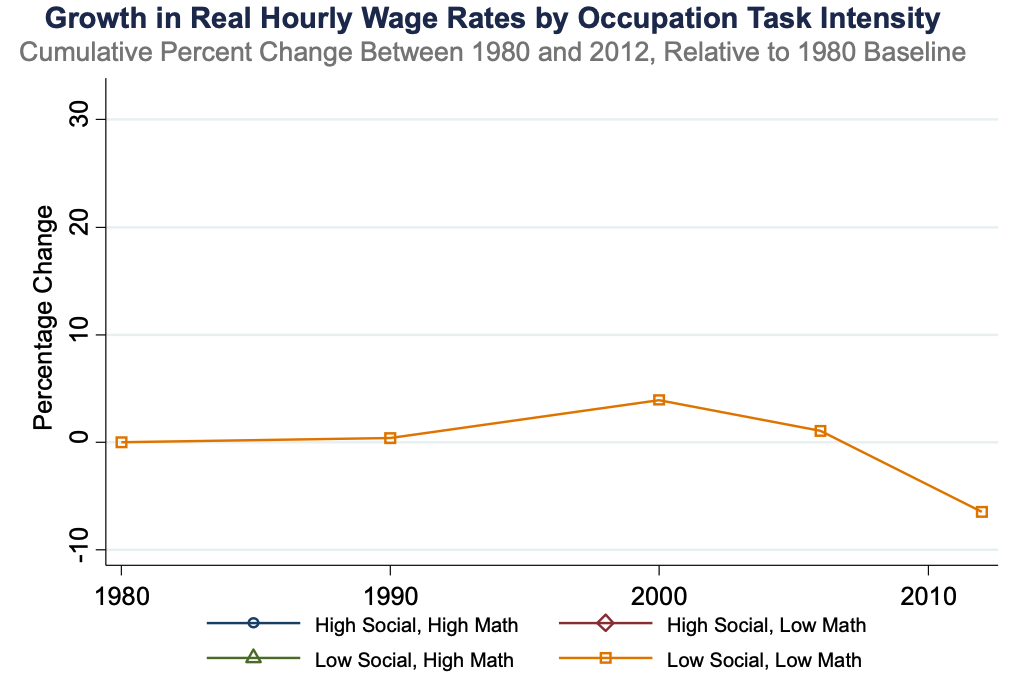 Growth in Real Hourly Wage Rates by Occupation Task Intensity
Cumulative Percent Change Between 1980 and 2012, Relative to 1980 Baseline
Percentage Change
30
20
10
0
-10
1980 1990 2000 2010
High Social, High Math High Social, Low Math
Low Social, High Math Low Social, Low Math